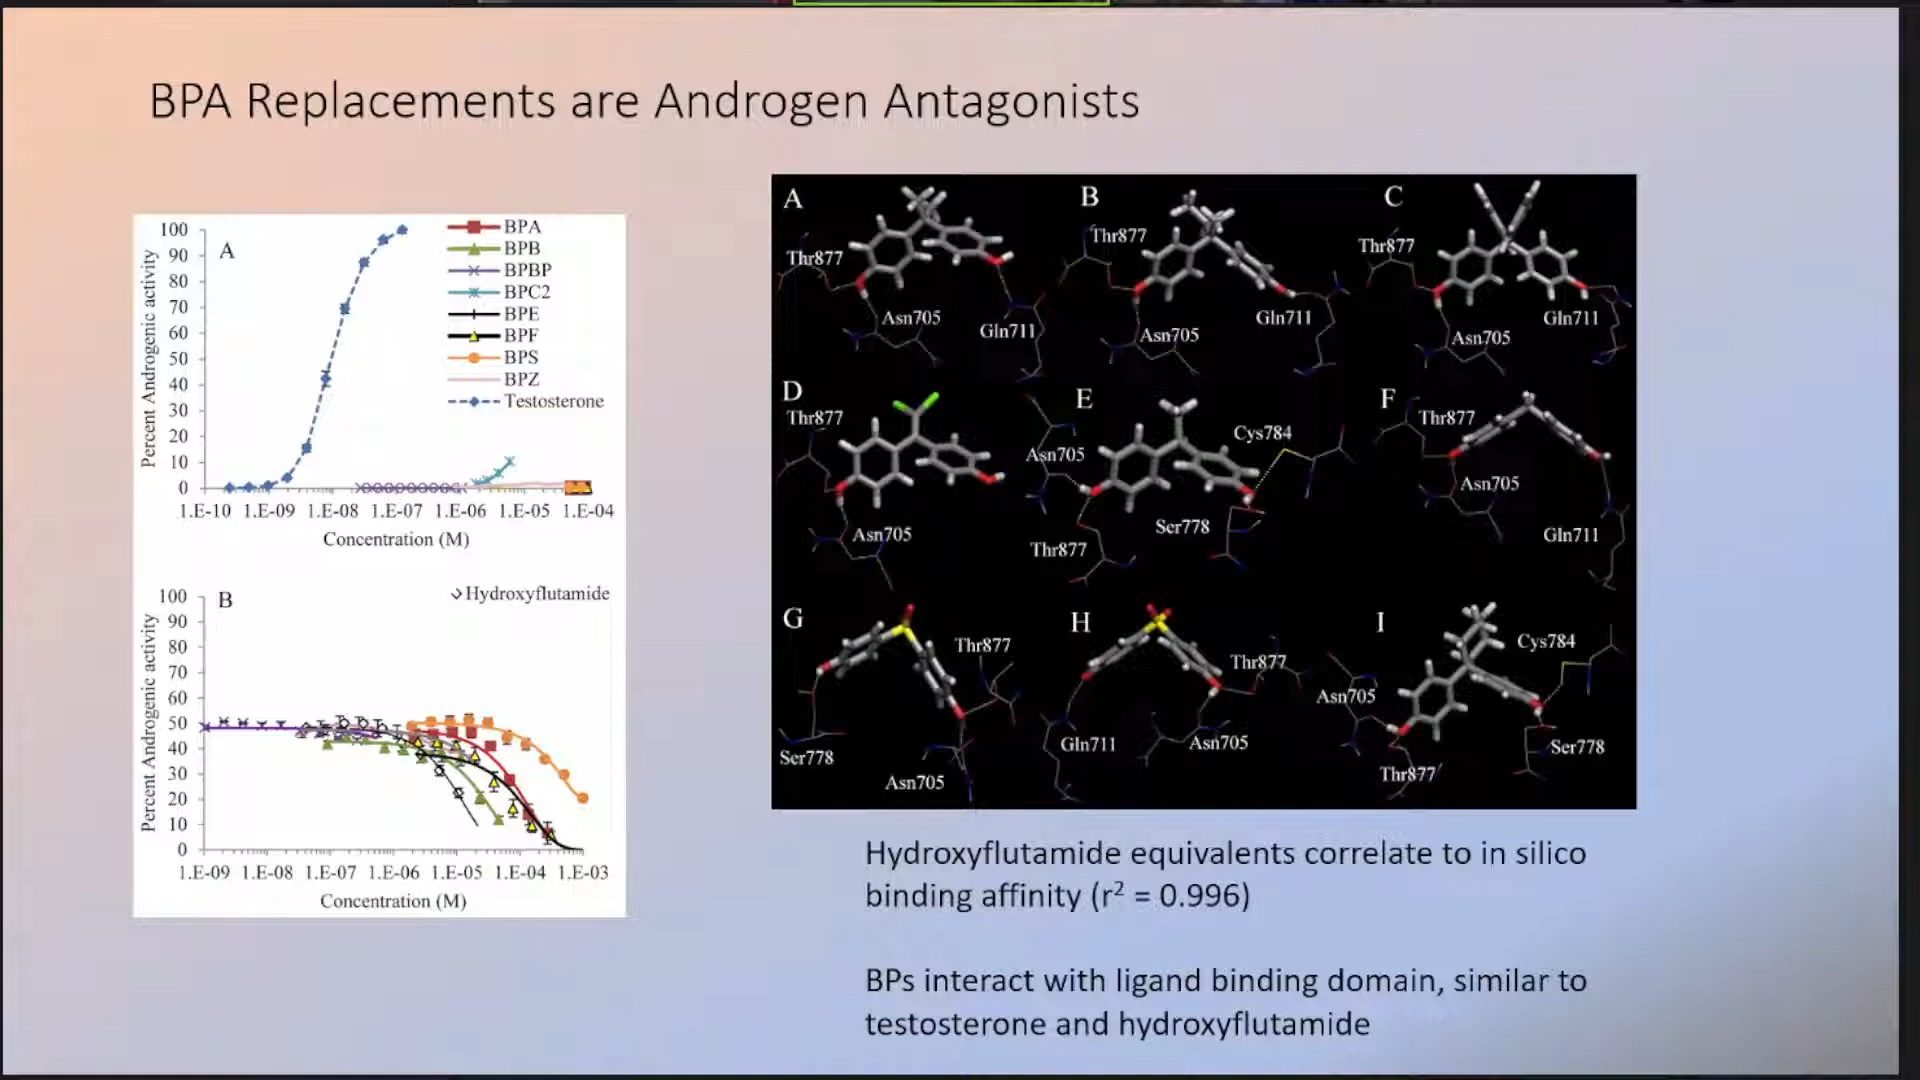 BPA Replacements are Androgen Antagonists
A
Percent Androgenic activity
100
90
80
70
60
50
40
30
20
10
0
1.E-10 1.E-09 1.E-08 1.E-07 1.E-06 1.E-05 1.E-04
Concentration (M)
BPA
BPB
BPBP
BPC2
BPE
BPF
BPS
BPZ
Testosterone
B
Hydroxyflutamide
Percent Androgenic activity
100
90
80
70
60
50
40
30
20
10
0
1.E-09 1.E-08 1.E-07 1.E-06 1.E-05 1.E-04 1.E-03
Concentration (M)
A
Thr877
Asn705
Gln711
B
Thr877
Asn705
Gln711
C
Thr877
Asn705
Gln711
D
Thr877
Asn705
E
Cys784
Asn705
Ser778
Thr877
F
Thr877
Asn705
Gln711
G
Thr877
Ser778
Asn705
H
Thr877
Gln711
Asn705
I
Cys784
Asn705
Ser778
Thr877
Hydroxyflutamide equivalents correlate to in silico
binding affinity (r² = 0.996)
BPs interact with ligand binding domain, similar to
testosterone and hydroxyflutamide